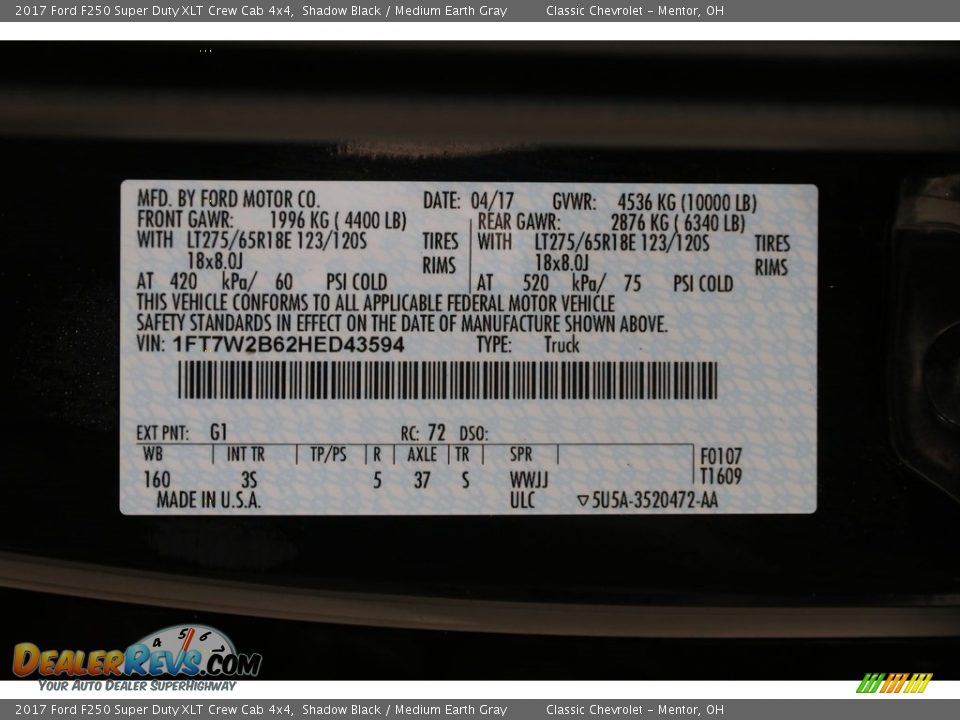 2017 Ford F250 Super Duty XLT Crew Cab 4x4, Shadow Black / Medium Earth Gray Classic Chevrolet - Mentor, OH
MFD. BY FORD MOTOR CO. DATE: 04/17 GVWR: 4536 KG (10000 LB)
FRONT GAWR: 1996 KG ( 4400 LB) REAR GAWR: 2876 KG ( 6340 LB)
WITH LT275/65R18E 123/120S TIRES WITH LT275/65R18E 123/120S TIRES
18x8.0J RIMS 18x8.0J RIMS
AT 420 kPa/ 60 PSI COLD AT 520 kPa/ 75 PSI COLD
THIS VEHICLE CONFORMS TO ALL APPLICABLE FEDERAL MOTOR VEHICLE
SAFETY STANDARDS IN EFFECT ON THE DATE OF MANUFACTURE SHOWN ABOVE.
VIN: 1FT7W2B62HED43594 TYPE: Truck
EXT PNT: G1 RC: 72 DSO:
WB INT TR TP/PS R AXLE TR SPR F0107
160 3S 5 37 S WWJJ T1609
MADE IN U.S.A. ULC ▽5U5A-3520472-AA
4 5 6
DEALERREVS.COM
YOUR AUTO DEALER SUPERHIGHWAY
2017 Ford F250 Super Duty XLT Crew Cab 4x4, Shadow Black / Medium Earth Gray Classic Chevrolet - Mentor, OH